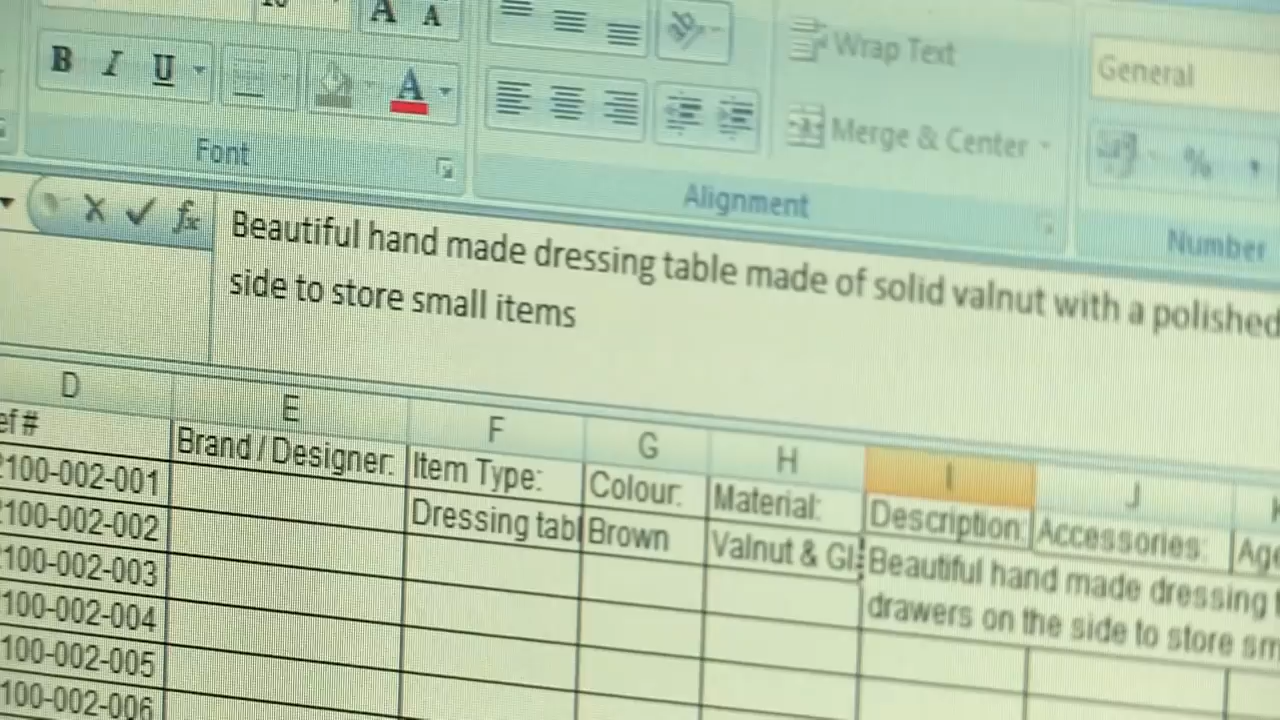 A A
B I U
Wrap Text
General
Merge & Center
%
Font
Alignment
Number
fx
Beautiful hand made dressing table made of solid valnut with a polished
side to store small items
D E F G H I J
Brand / Designer: Item Type: Colour: Material: Description: Accessories:
100-002-001 Dressing tabl Brown Valnut & Gl Beautiful hand made dressing
drawers on the side to store sm
100-002-002
100-002-003
100-002-004
100-002-005
100-002-006